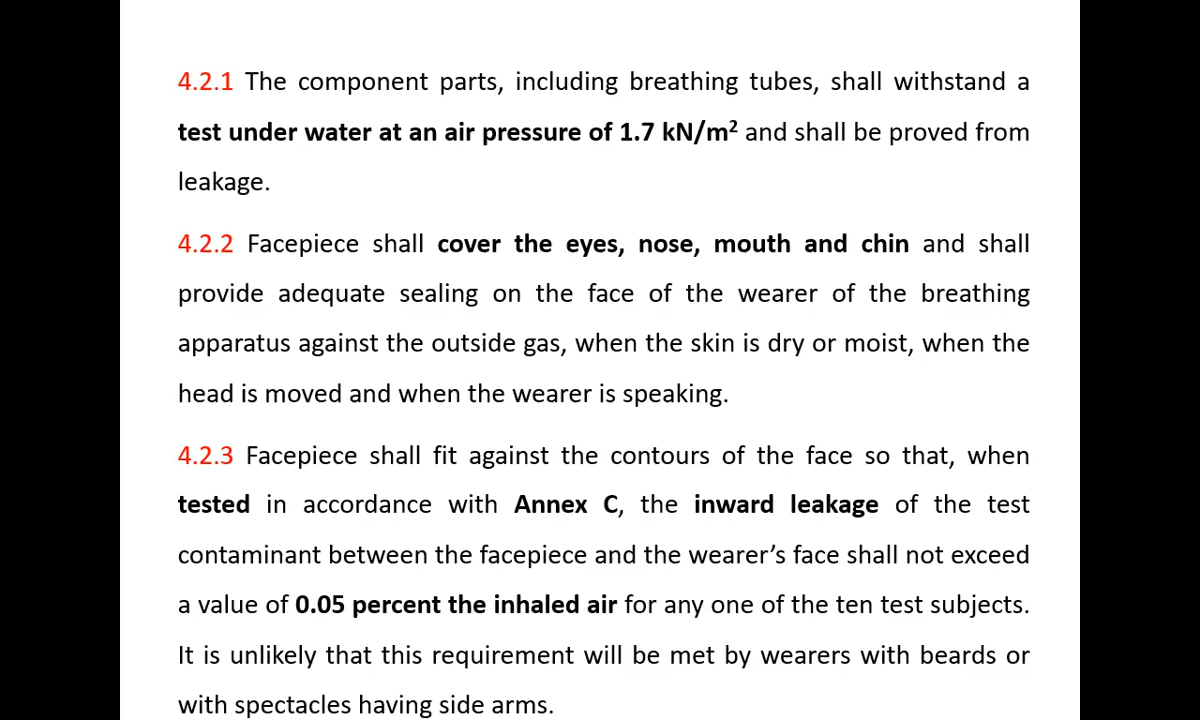 4.2.1 The component parts, including breathing tubes, shall withstand a
test under water at an air pressure of 1.7 kN/m² and shall be proved from
leakage.
4.2.2 Facepiece shall cover the eyes, nose, mouth and chin and shall
provide adequate sealing on the face of the wearer of the breathing
apparatus against the outside gas, when the skin is dry or moist, when the
head is moved and when the wearer is speaking.
4.2.3 Facepiece shall fit against the contours of the face so that, when
tested in accordance with Annex C, the inward leakage of the test
contaminant between the facepiece and the wearer’s face shall not exceed
a value of 0.05 percent the inhaled air for any one of the ten test subjects.
It is unlikely that this requirement will be met by wearers with beards or
with spectacles having side arms.